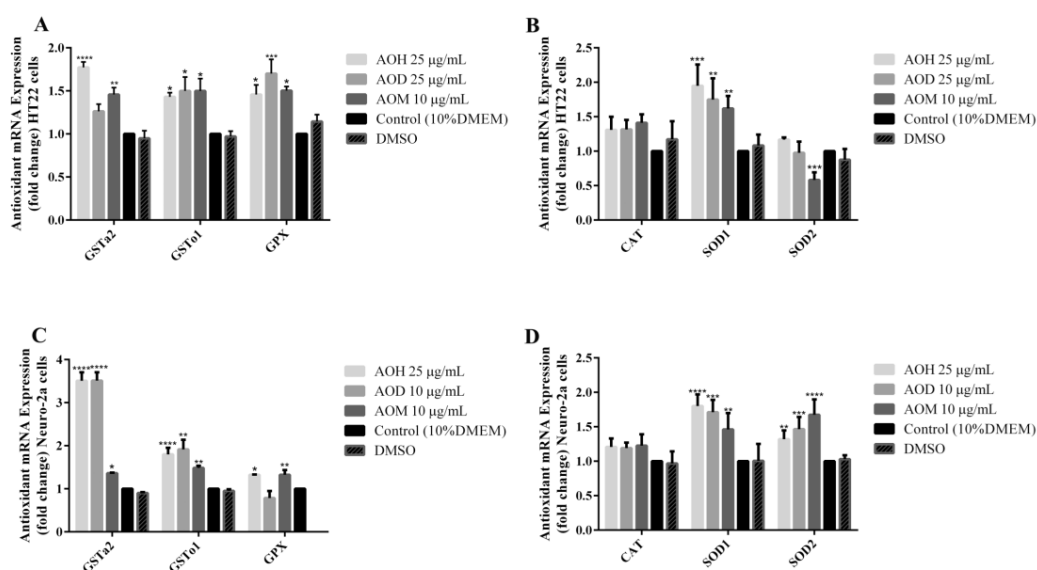 A
Antioxidant mRNA Expression
(fold change) HT22 cells
2.0
1.5
1.0
0.5
0.0
****
**
*
*
*
*
***
*
GSTa2
GSTo1
GPX
AOH 25 μg/mL
AOD 25 μg/mL
AOM 10 μg/mL
Control (10%DMEM)
DMSO
B
Antioxidant mRNA Expression
(fold change) HT22 cells
2.5
2.0
1.5
1.0
0.5
0.0
***
**
**
***
CAT
SOD1
SOD2
AOH 25 μg/mL
AOD 25 μg/mL
AOM 10 μg/mL
Control (10%DMEM)
DMSO
C
Antioxidant mRNA Expression
(fold change) Neuro-2a cells
4
3
2
1
0
****
****
*
****
**
**
*
**
GSTa2
GSTo1
GPX
AOH 25 μg/mL
AOD 10 μg/mL
AOM 10 μg/mL
Control (10%DMEM)
DMSO
D
Antioxidant mRNA Expression
(fold change) Neuro-2a cells
2.5
2.0
1.5
1.0
0.5
0.0
****
***
**
**
***
****
CAT
SOD1
SOD2
AOH 25 μg/mL
AOD 10 μg/mL
AOM 10 μg/mL
Control (10%DMEM)
DMSO